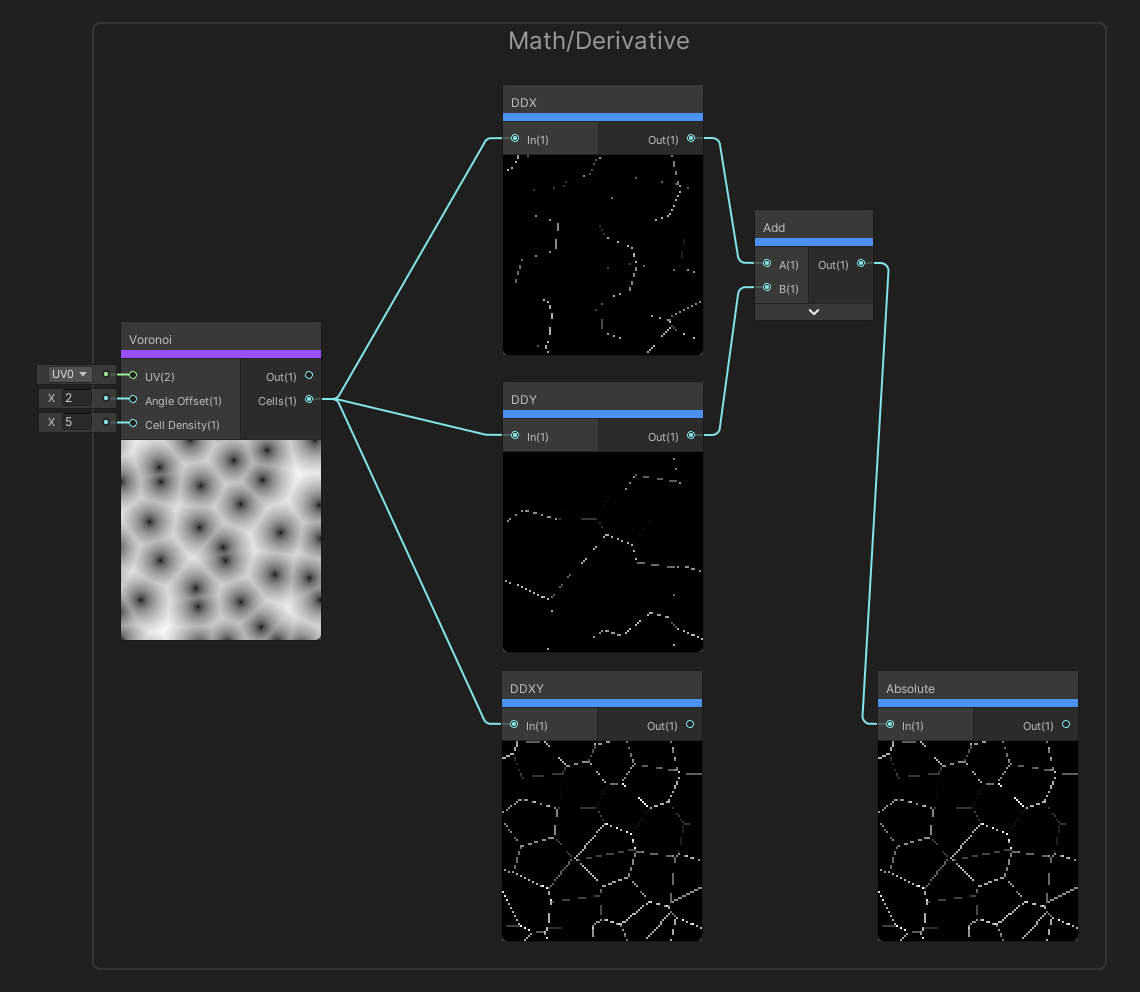 Math/Derivative
DDX
In(1) Out(1)
Add
A(1) Out(1)
B(1)
Voronoi
UV0 UV(2) Out(1)
X 2 Angle Offset(1) Cells(1)
X 5 Cell Density(1)
DDY
In(1) Out(1)
DDXY
In(1) Out(1)
Absolute
In(1) Out(1)